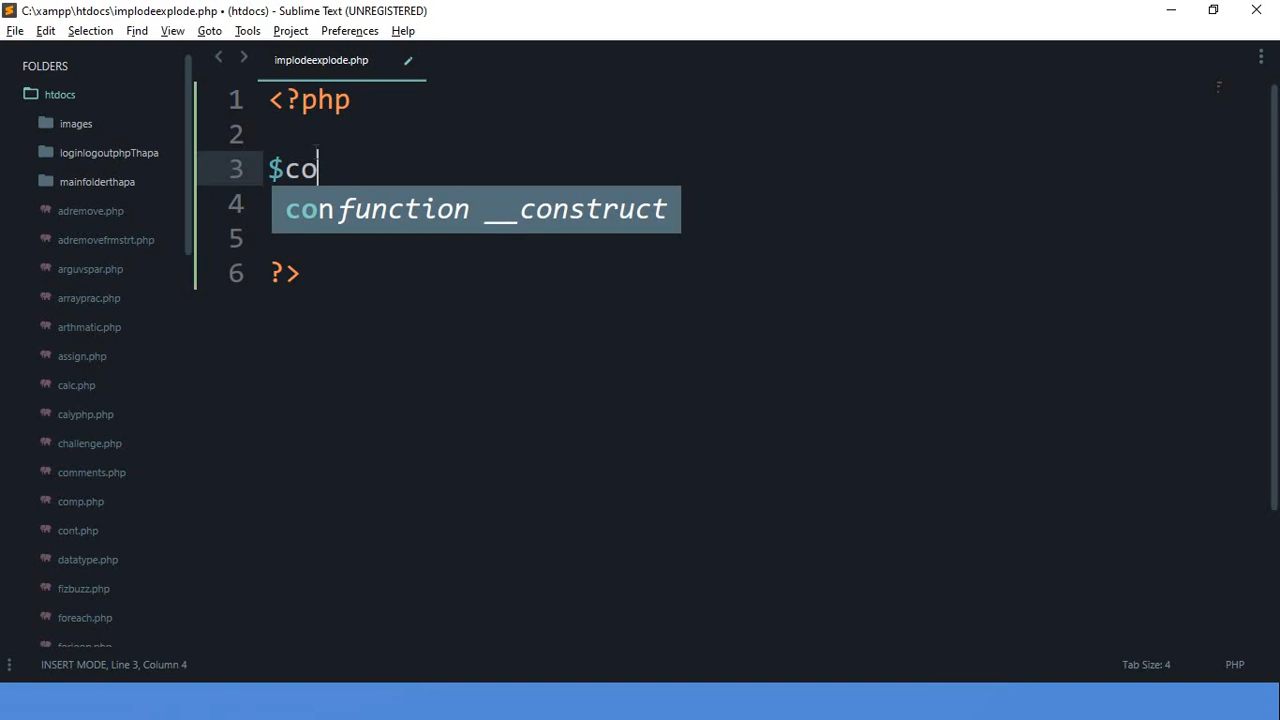 C:\xampp\htdocs\implodeexplode.php • (htdocs) - Sublime Text (UNREGISTERED)
File Edit Selection Find View Goto Tools Project Preferences Help
FOLDERS
htdocs
images
loginlogoutphpThapa
mainfolderthapa
adremove.php
adremovefrmstrt.php
arguvspar.php
arrayprac.php
arthmatic.php
assign.php
calc.php
calyphp.php
challenge.php
comments.php
comp.php
cont.php
datatype.php
fizbuzz.php
foreach.php
forloop.php
implodeexplode.php
1 <?php
2
3 $co
confunction __construct
4
5
6 ?>
INSERT MODE, Line 3, Column 4
Tab Size: 4
PHP